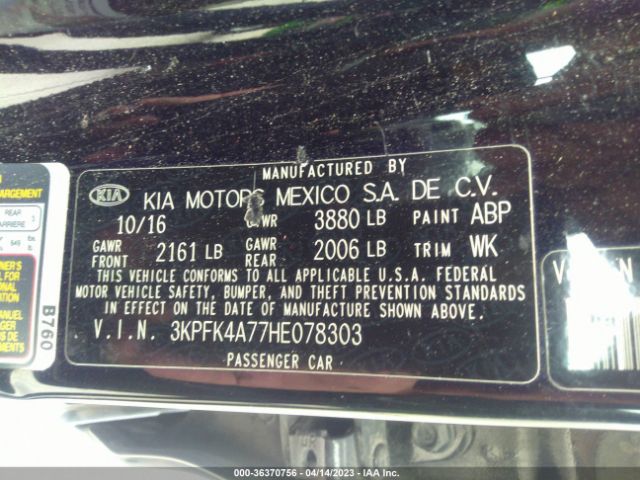 MANUFACTURED BY
KIA KIA MOTORS MEXICO S.A. DE C.V.
10/16 GVWR 3880 LB PAINT ABP
GAWR FRONT 2161 LB GAWR REAR 2006 LB TRIM WK
THIS VEHICLE CONFORMS TO ALL APPLICABLE U.S.A. FEDERAL
MOTOR VEHICLE SAFETY, BUMPER, AND THEFT PREVENTION STANDARDS
IN EFFECT ON THE DATE OF MANUFACTURE SHOWN ABOVE.
V.I.N. 3KPFK4A77HE078303
PASSENGER CAR
B760
REAR
000-36370756 - 04/14/2023 - IAA Inc.